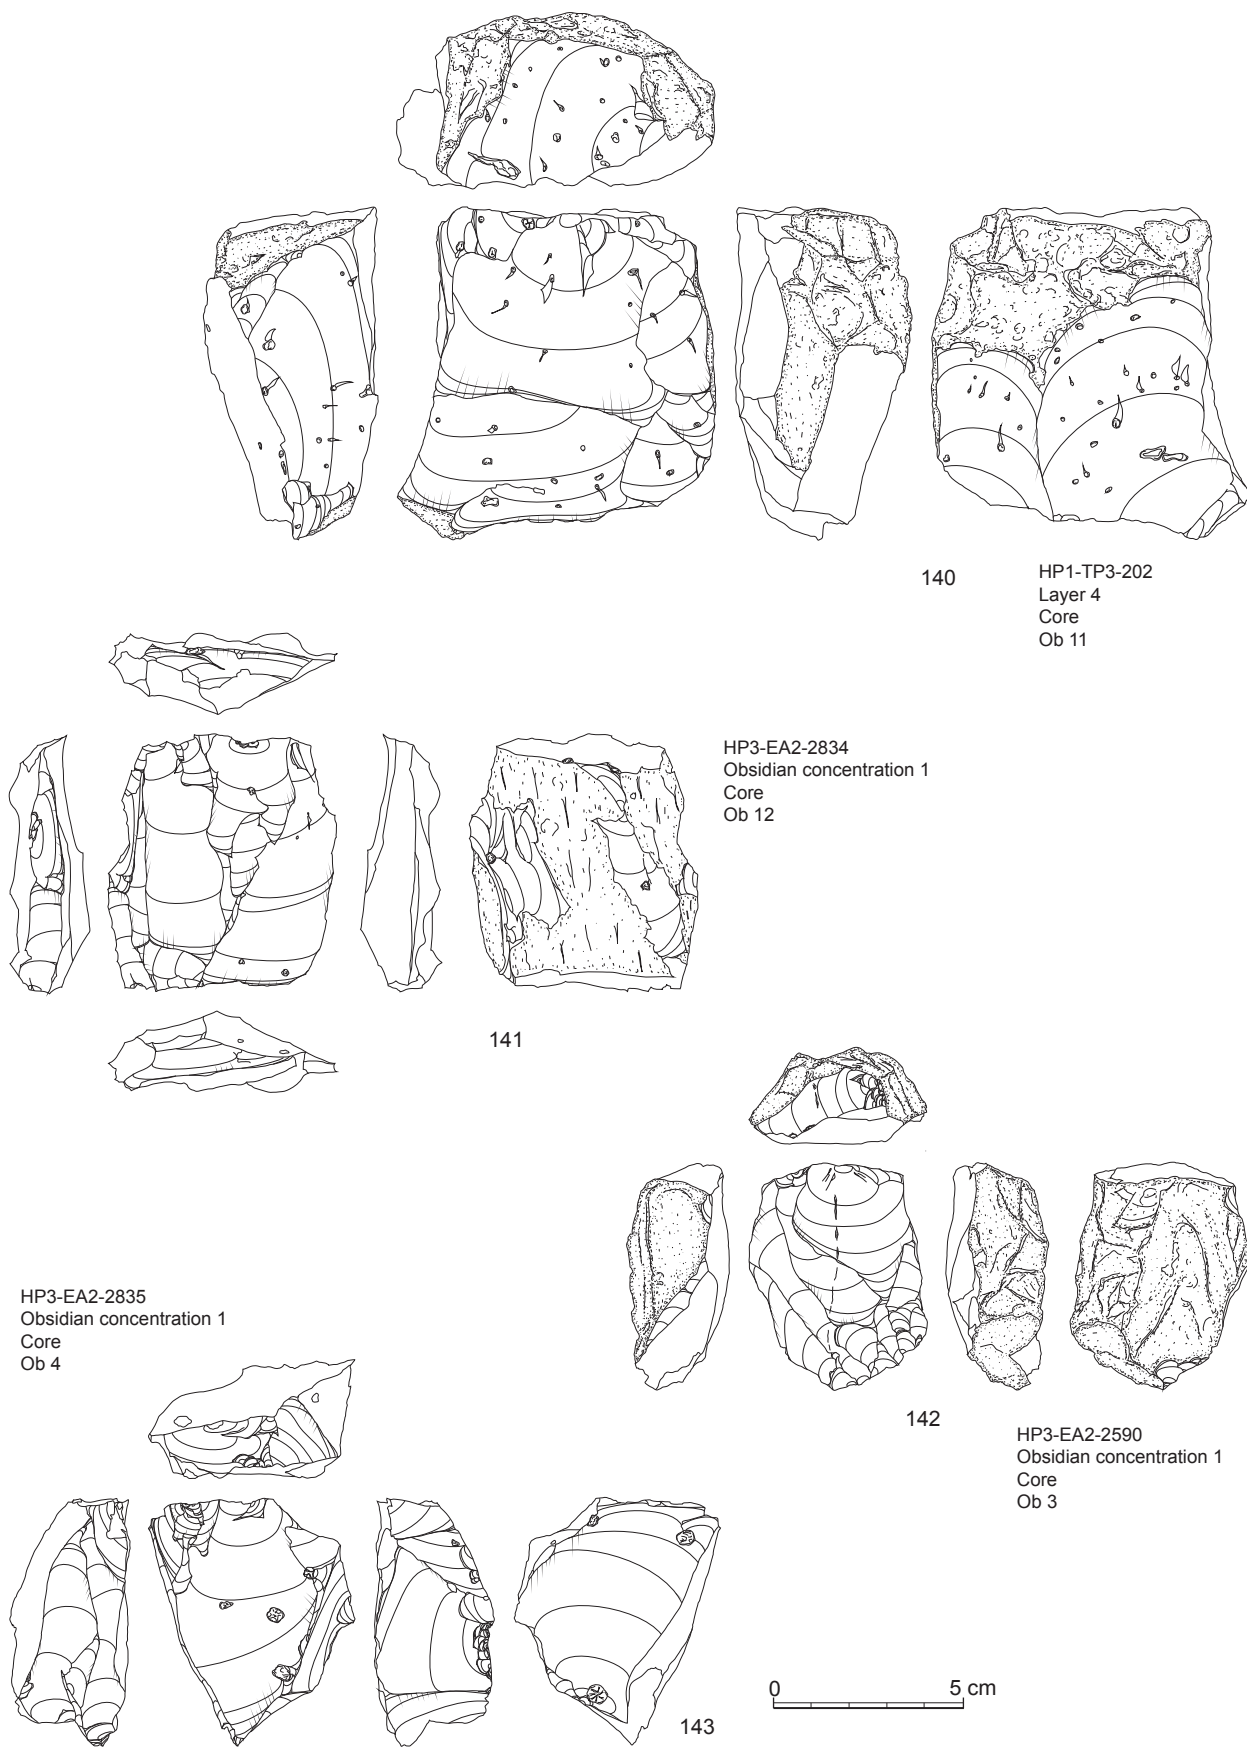 140
HP1-TP3-202
Layer 4
Core
Ob 11
HP3-EA2-2834
Obsidian concentration 1
Core
Ob 12
141
HP3-EA2-2835
Obsidian concentration 1
Core
Ob 4
142
HP3-EA2-2590
Obsidian concentration 1
Core
Ob 3
0 5 cm
143